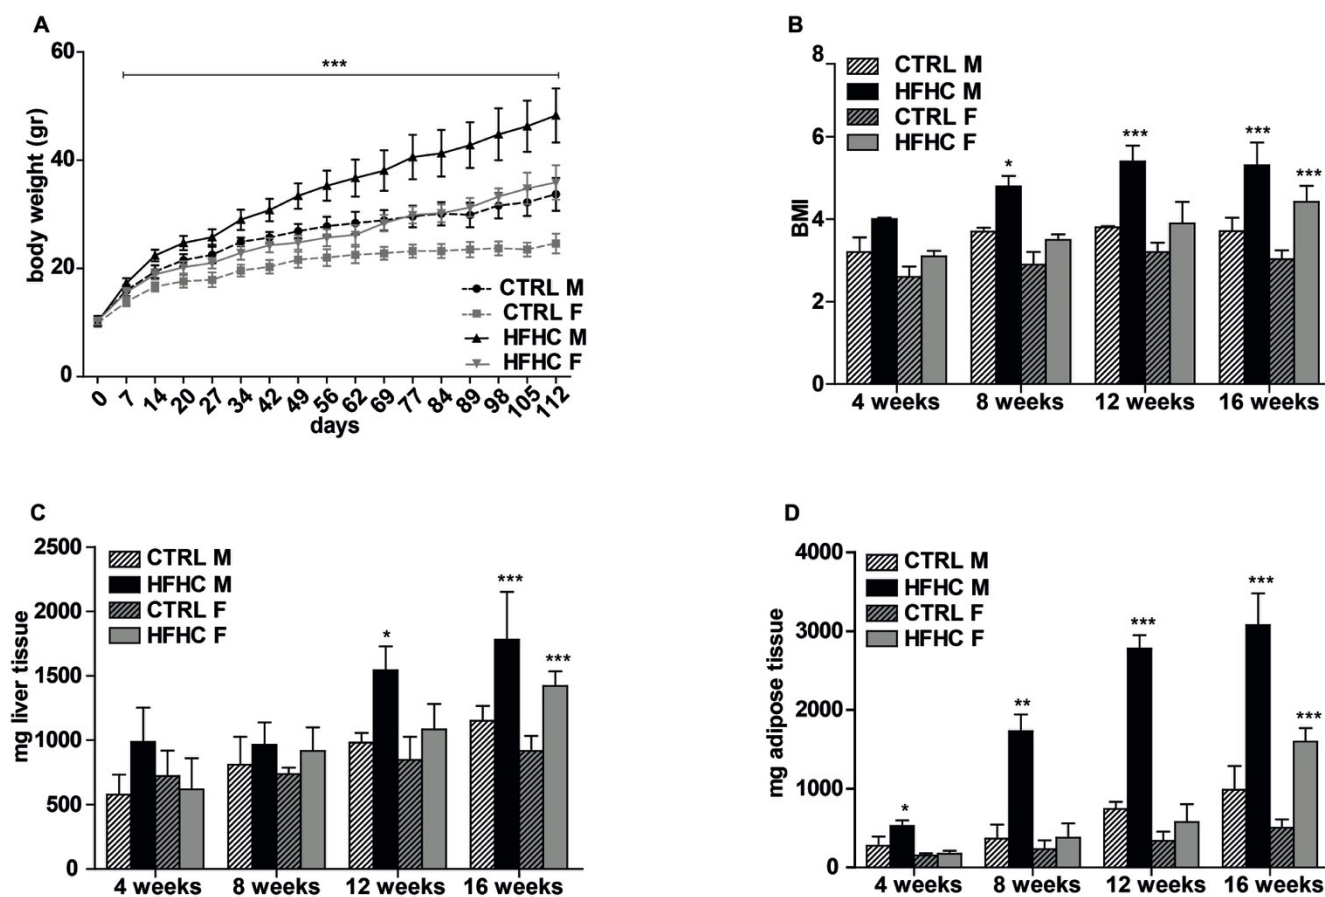 A
60
***
body weight (gr)
40
20
0
CTRL M
CTRL F
HFHC M
HFHC F
0 7 14 20 27 34 42 49 56 62 69 77 84 89 98 105 112
days
B
8
CTRL M
HFHC M
CTRL F
HFHC F
6
*
***
***
***
BMI
4
2
0
4 weeks 8 weeks 12 weeks 16 weeks
C
2500
CTRL M
HFHC M
CTRL F
HFHC F
2000
*
***
***
mg liver tissue
1500
1000
500
0
4 weeks 8 weeks 12 weeks 16 weeks
D
4000
CTRL M
HFHC M
CTRL F
HFHC F
3000
*
**
***
***
***
mg adipose tissue
2000
1000
0
4 weeks 8 weeks 12 weeks 16 weeks